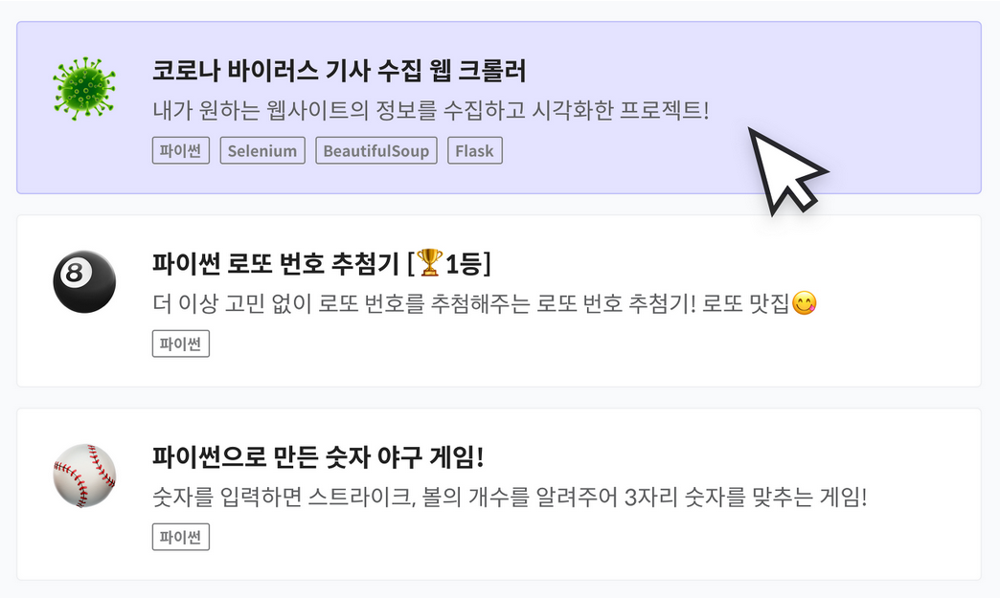 코로나 바이러스 기사 수집 웹 크롤러
내가 원하는 웹사이트의 정보를 수집하고 시각화한 프로젝트!
파이썬 Selenium BeautifulSoup Flask
8
파이썬 로또 번호 추첨기 [🏆1등]
더 이상 고민 없이 로또 번호를 추첨해주는 로또 번호 추첨기! 로또 맛집😋
파이썬
파이썬으로 만든 숫자 야구 게임!
숫자를 입력하면 스트라이크, 볼의 개수를 알려주어 3자리 숫자를 맞추는 게임!
파이썬